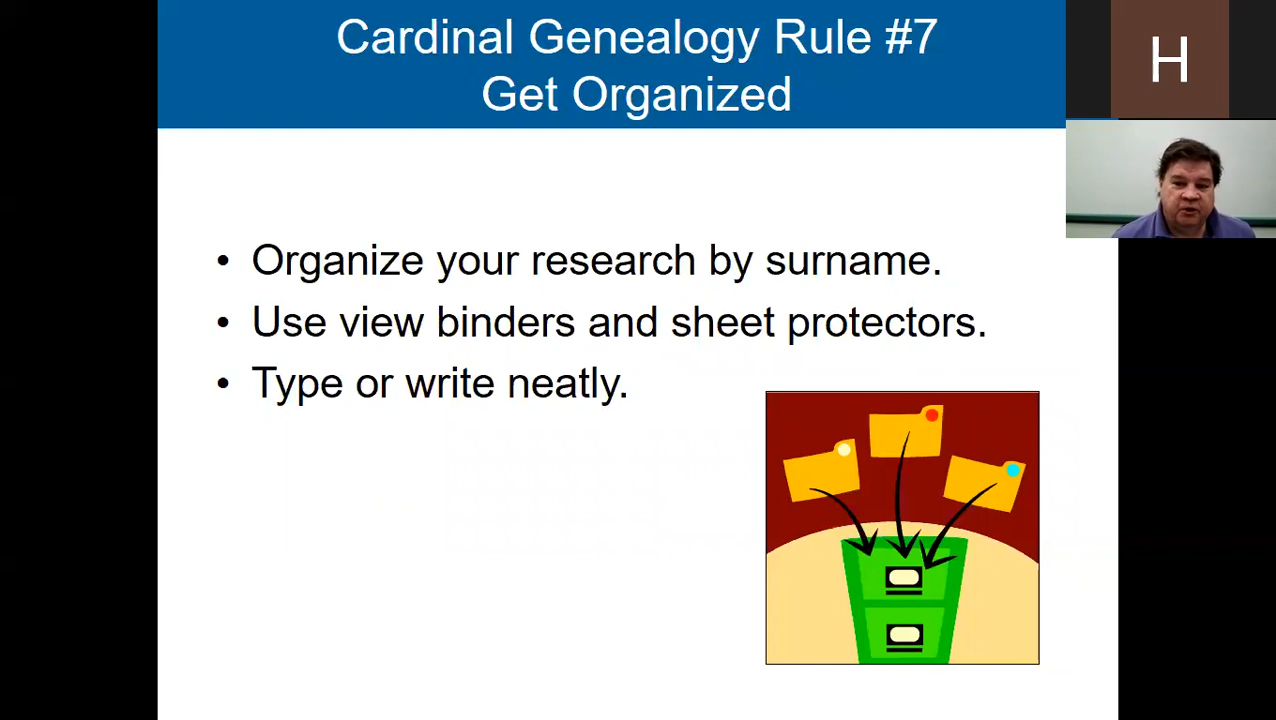 Cardinal Genealogy Rule #7
Get Organized
H
• Organize your research by surname.
• Use view binders and sheet protectors.
• Type or write neatly.